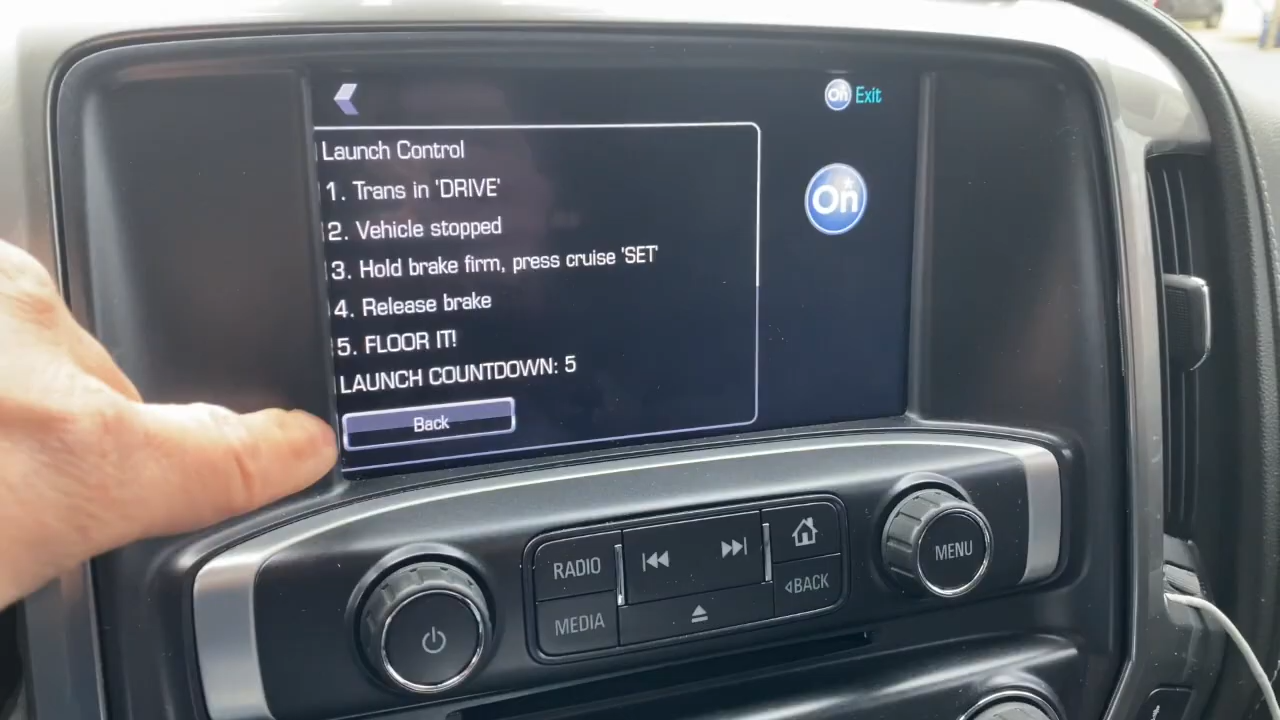 On Exit
Launch Control
1. Trans in 'DRIVE'
2. Vehicle stopped
3. Hold brake firm, press cruise 'SET'
4. Release brake
5. FLOOR IT!
LAUNCH COUNTDOWN: 5
Back
On
RADIO
MEDIA
BACK
MENU